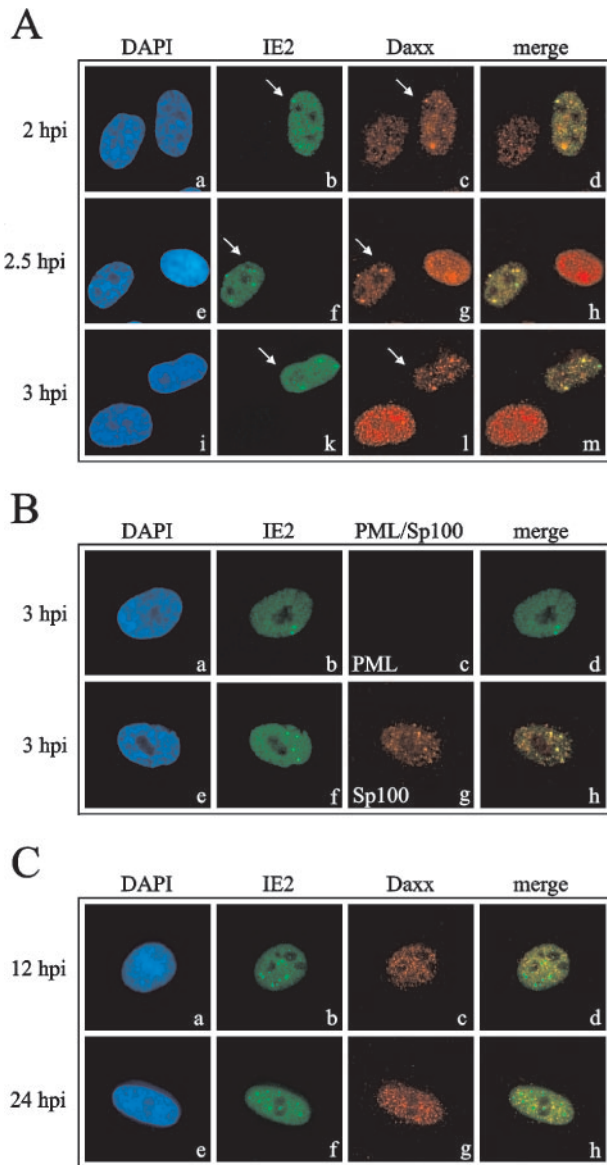 A
DAPI IE2 Daxx merge
2 hpi a b c d
2.5 hpi e f g h
3 hpi i k l m
B
DAPI IE2 PML/Sp100 merge
3 hpi a b PML c d
3 hpi e f Sp100 g h
C
DAPI IE2 Daxx merge
12 hpi a b c d
24 hpi e f g h